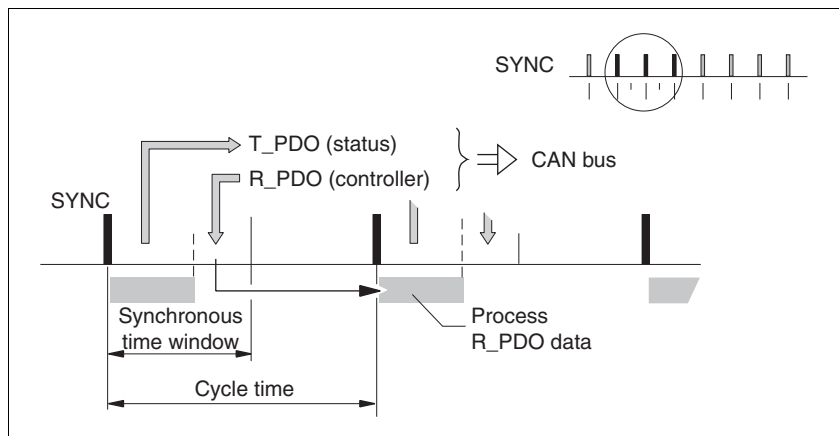 SYNC
T_PDO (status)
R_PDO (controller)
CAN bus
SYNC
Synchronous
time window
Process
R_PDO data
Cycle time